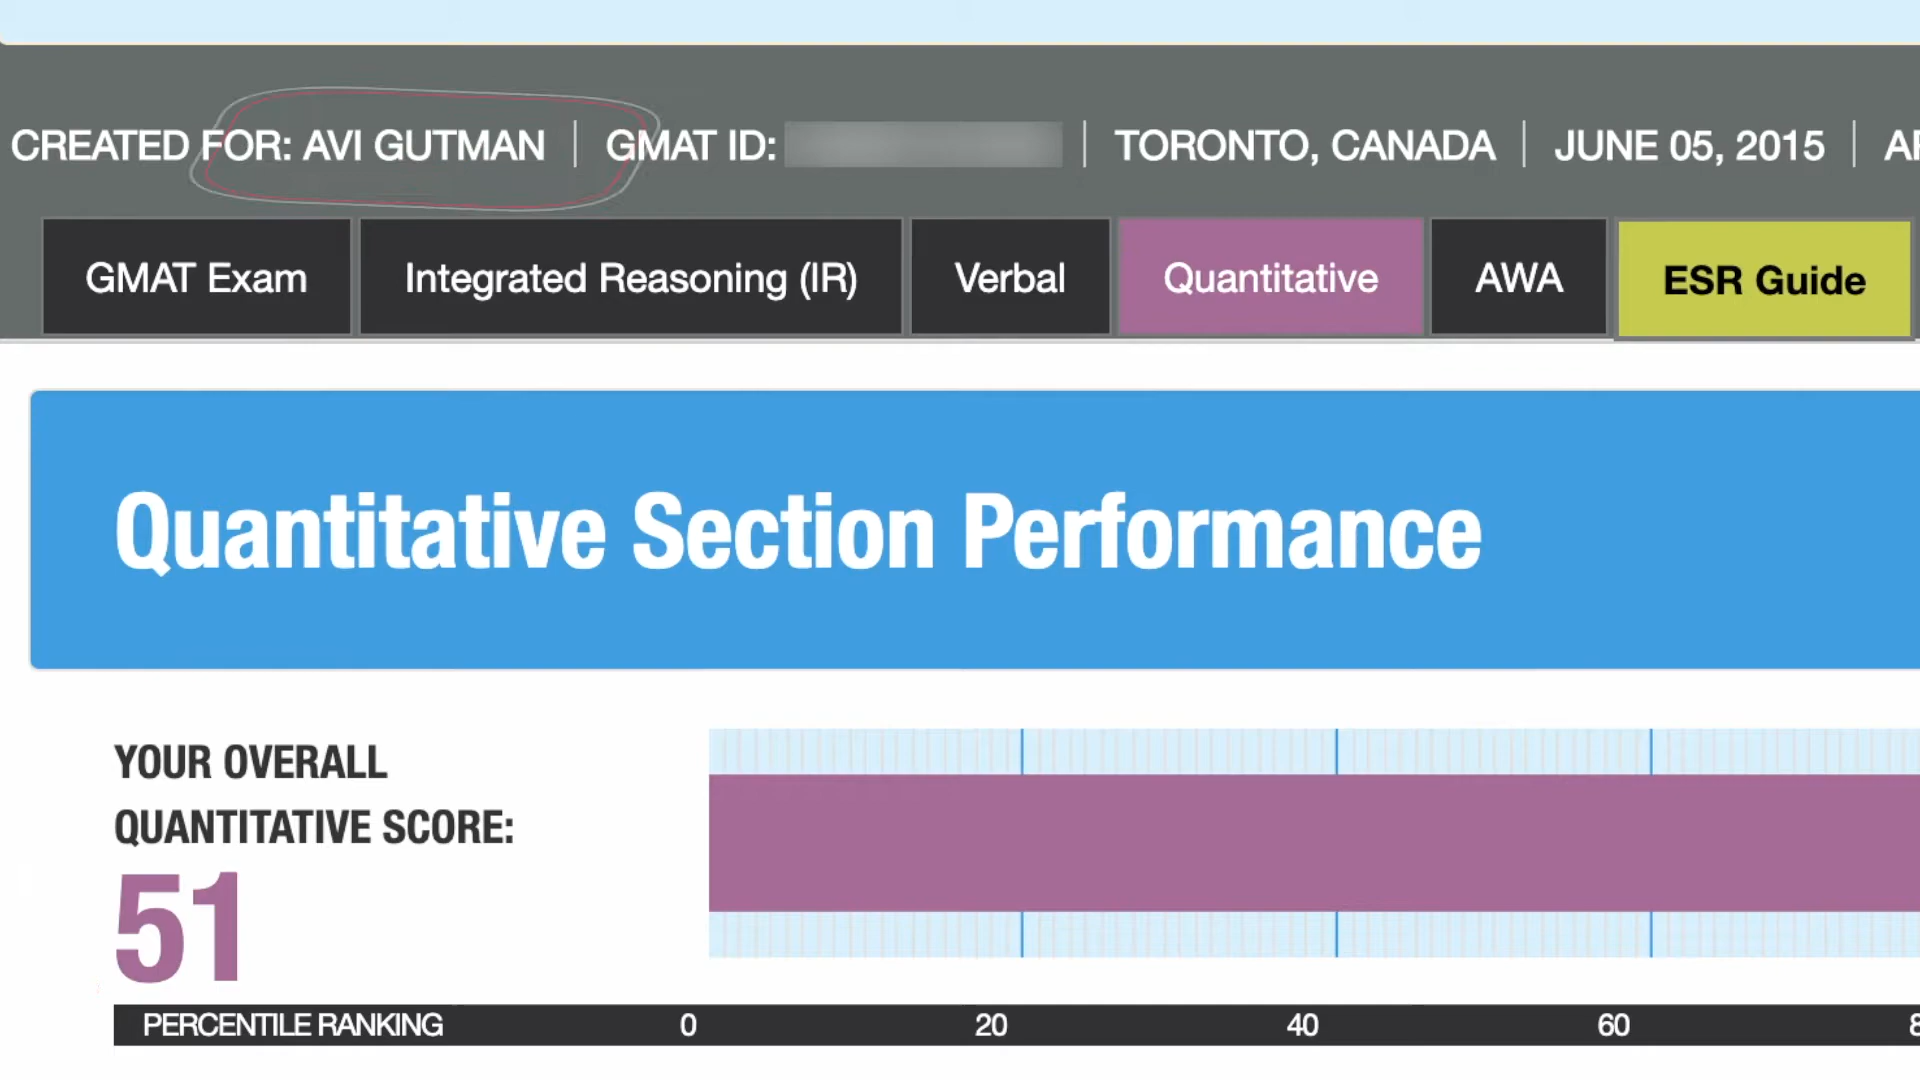 CREATED FOR: AVI GUTMAN | GMAT ID: | TORONTO, CANADA | JUNE 05, 2015 |
GMAT Exam Integrated Reasoning (IR) Verbal Quantitative AWA ESR Guide
Quantitative Section Performance
YOUR OVERALL
QUANTITATIVE SCORE:
51
PERCENTILE RANKING 0 20 40 60